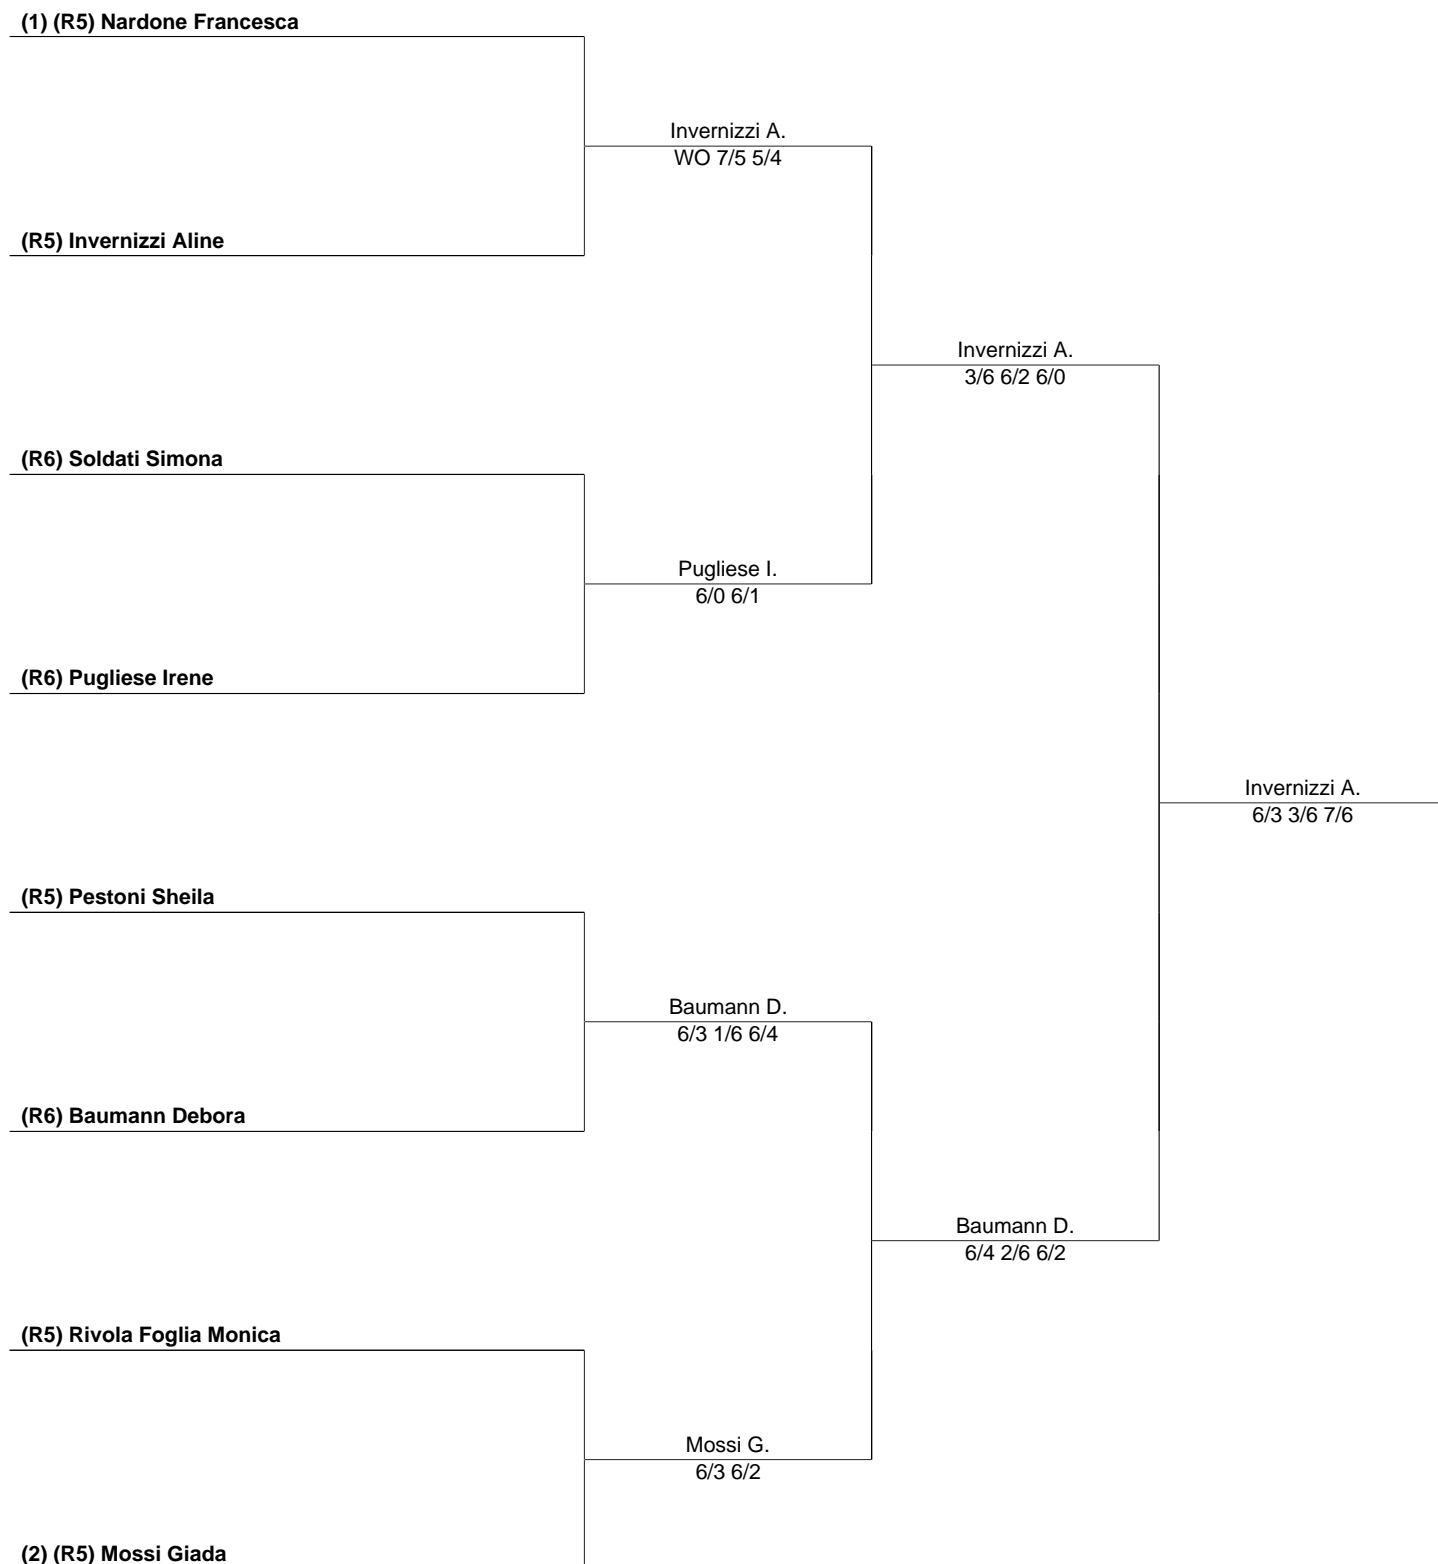 (1) (R5) Nardone Francesca
Invernizzi A.
WO 7/5 5/4
(R5) Invernizzi Aline
Invernizzi A.
3/6 6/2 6/0
(R6) Soldati Simona
Pugliese I.
6/0 6/1
(R6) Pugliese Irene
Invernizzi A.
6/3 3/6 7/6
(R5) Pestoni Sheila
Baumann D.
6/3 1/6 6/4
(R6) Baumann Debora
Baumann D.
6/4 2/6 6/2
(R5) Rivola Foglia Monica
Mossi G.
6/3 6/2
(2) (R5) Mossi Giada